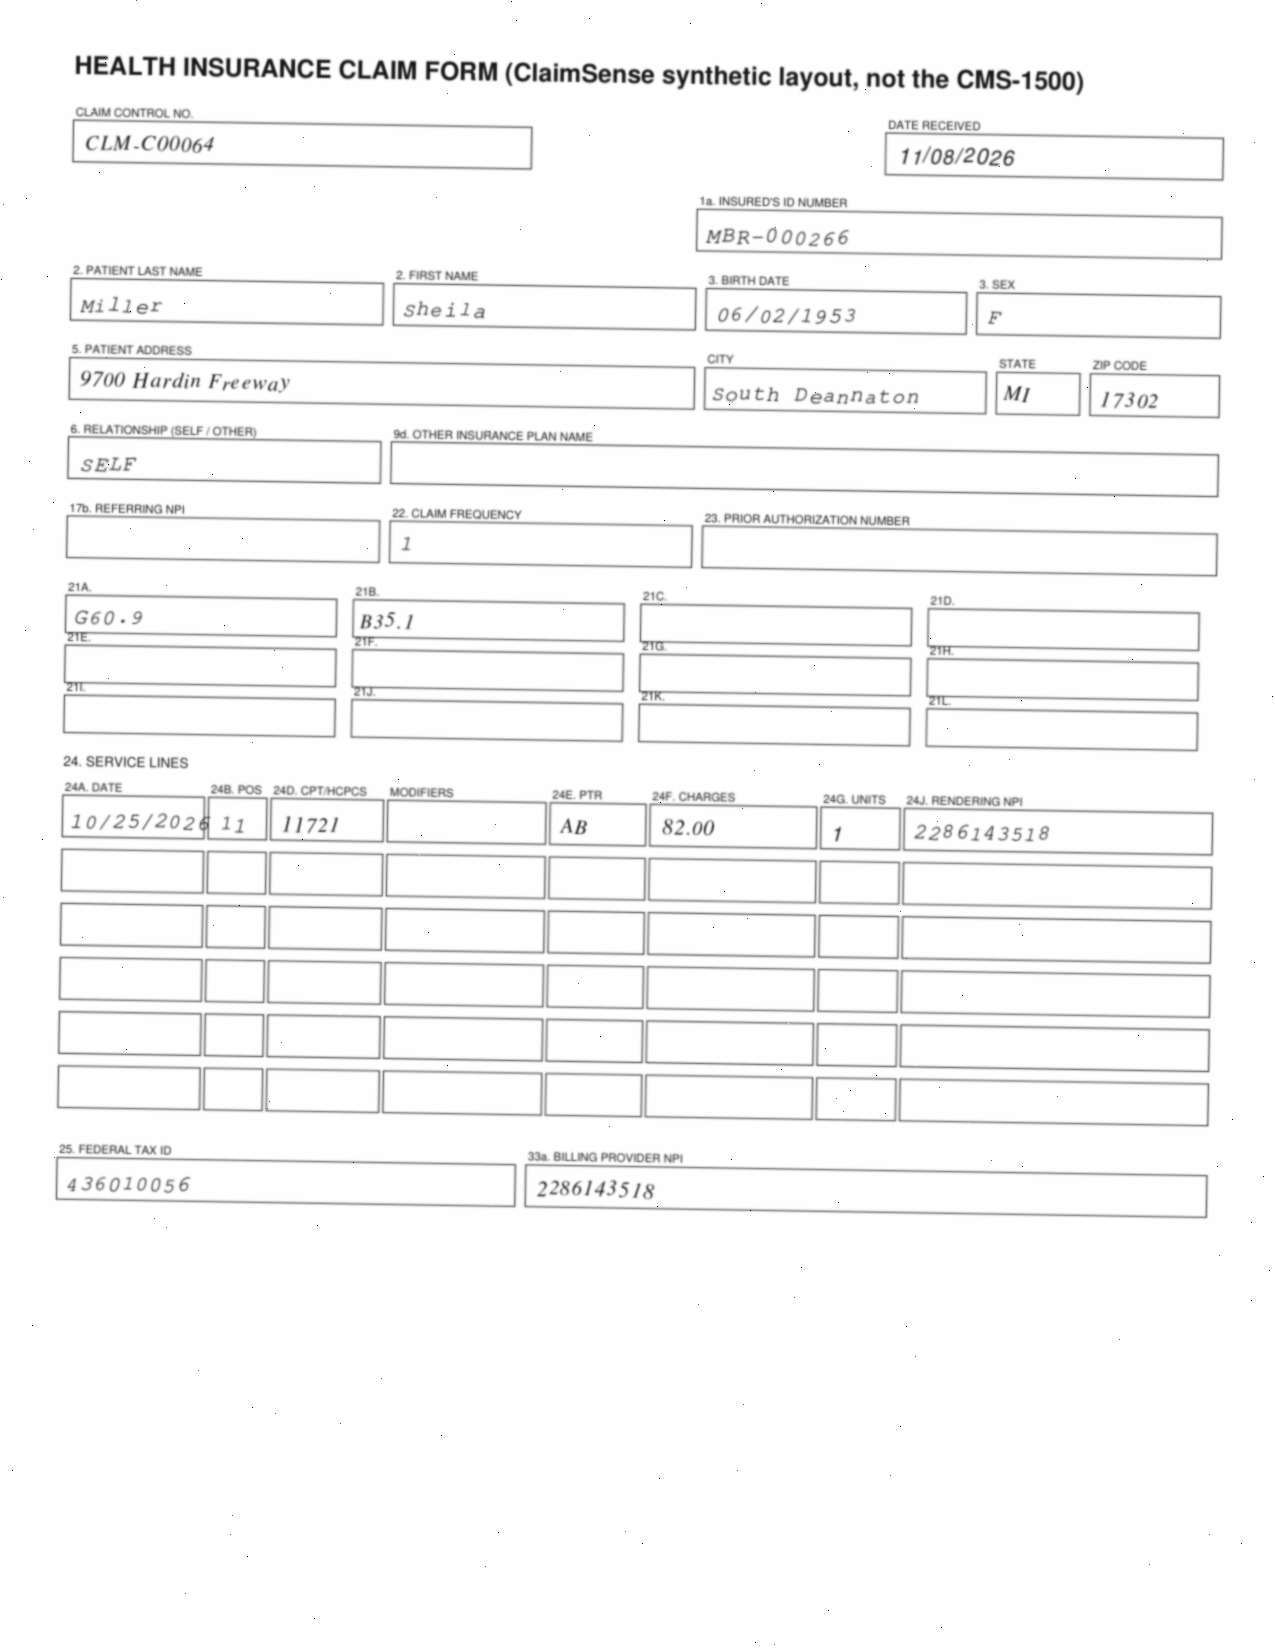 HEALTH INSURANCE CLAIM FORM (ClaimSense synthetic layout, not the CMS-1500)
CLAIM CONTROL NO.
CLM-C00064
DATE RECEIVED
11/08/2026
1a. INSURED'S ID NUMBER
MBR-000266
2. PATIENT LAST NAME 2. FIRST NAME 3. BIRTH DATE 3. SEX
Miller Sheila 06/02/1953 F
5. PATIENT ADDRESS CITY STATE ZIP CODE
9700 Hardin Freeway South Deannaton MI 17302
6. RELATIONSHIP (SELF / OTHER) 9d. OTHER INSURANCE PLAN NAME
SELF
17b. REFERRING NPI 22. CLAIM FREQUENCY 23. PRIOR AUTHORIZATION NUMBER
1
21A. 21B. 21C. 21D.
G60.9 B35.1
21E. 21F. 21G. 21H.
21I. 21J. 21K. 21L.
24. SERVICE LINES
24A. DATE 24B. POS 24D. CPT/HCPCS MODIFIERS 24E. PTR 24F. CHARGES 24G. UNITS 24J. RENDERING NPI
10/25/2026 11 11721 AB 82.00 1 2286143518
25. FEDERAL TAX ID 33a. BILLING PROVIDER NPI
436010056 2286143518